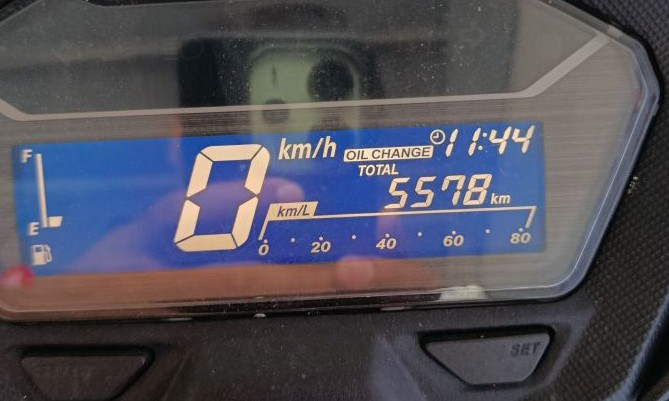 F
E
0 km/h
OIL CHANGE
11:44
TOTAL
5578 km
km/L
0 20 40 60 80
SET